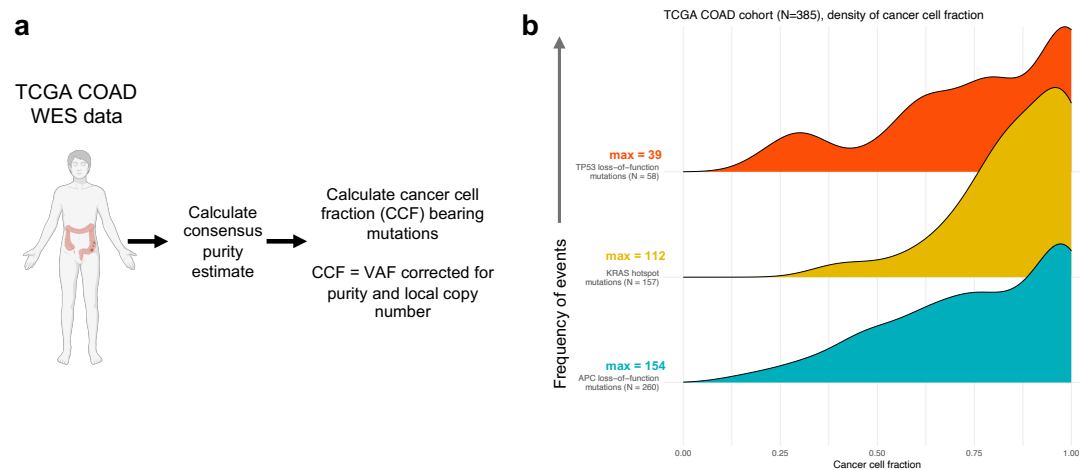 a
TCGA COAD
WES data
Calculate
consensus
purity
estimate
Calculate cancer cell
fraction (CCF) bearing
mutations
CCF = VAF corrected for
purity and local copy
number
b
TCGA COAD cohort (N=385), density of cancer cell fraction
Frequency of events
max = 39
TP53 loss−of−function
mutations (N = 58)
max = 112
KRAS hotspot
mutations (N = 157)
max = 154
APC loss−of−function
mutations (N = 260)
0.00
0.25
0.50
0.75
1.00
Cancer cell fraction